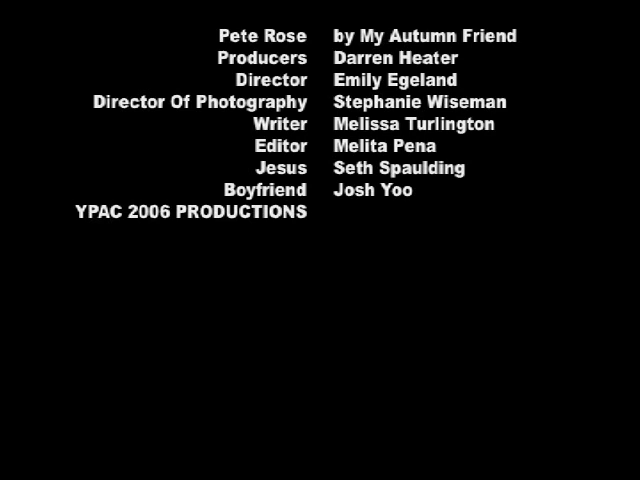 Pete Rose by My Autumn Friend
Producers Darren Heater
Director Emily Egeland
Director Of Photography Stephanie Wiseman
Writer Melissa Turlington
Editor Melita Pena
Jesus Seth Spaulding
Boyfriend Josh Yoo
YPAC 2006 PRODUCTIONS